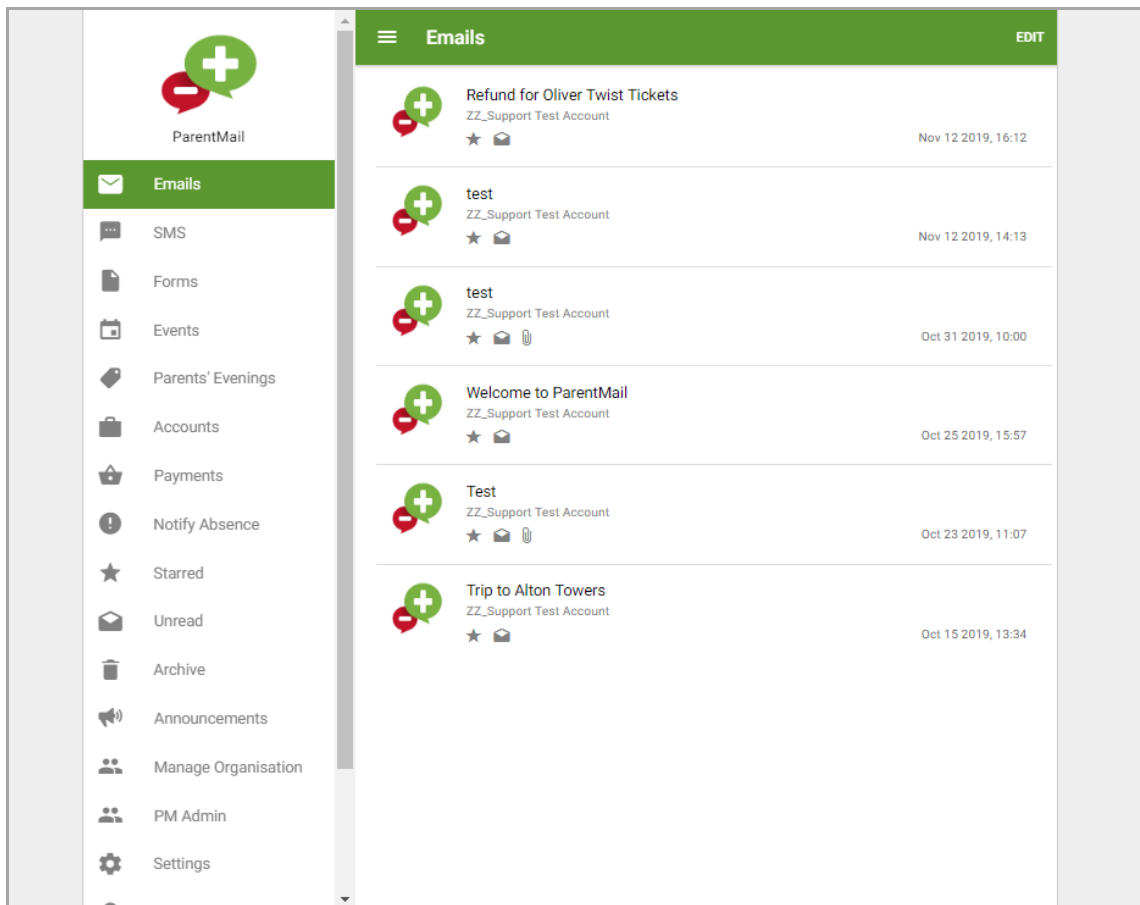 ParentMail
Emails
SMS
Forms
Events
Parents' Evenings
Accounts
Payments
Notify Absence
Starred
Unread
Archive
Announcements
Manage Organisation
PM Admin
Settings
Emails EDIT
Refund for Oliver Twist Tickets
ZZ_Support Test Account
Nov 12 2019, 16:12
test
ZZ_Support Test Account
Nov 12 2019, 14:13
test
ZZ_Support Test Account
Oct 31 2019, 10:00
Welcome to ParentMail
ZZ_Support Test Account
Oct 25 2019, 15:57
Test
ZZ_Support Test Account
Oct 23 2019, 11:07
Trip to Alton Towers
ZZ_Support Test Account
Oct 15 2019, 13:34